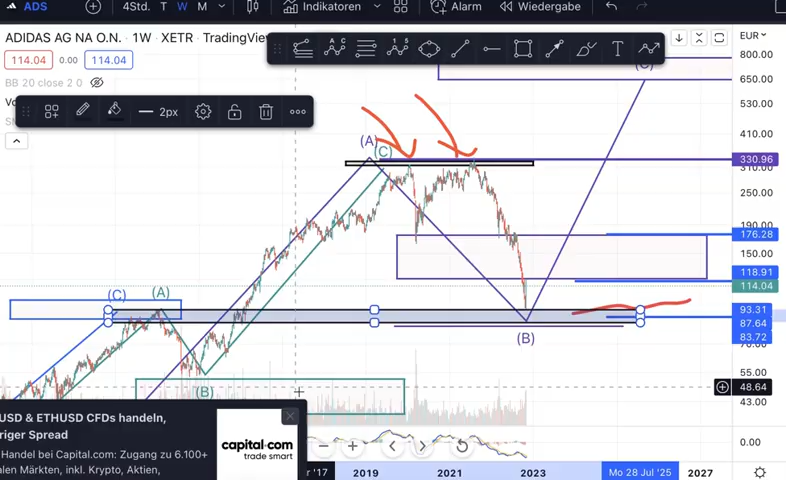 ADS
4Std. T W M
Indikatoren
Alarm
Wiedergabe
ADIDAS AG NA O.N. · 1W · XETR · TradingView
EUR
114.04 0.00 114.04
BB 20 close 2 0
2px
800.00
650.00
530.00
410.00
330.96
250.00
190.00
176.28
150.00
118.91
114.04
93.31
87.64
83.72
55.00
48.64
43.00
0.00
(A)
(C)
(C)
(A)
(B)
(B)
USD & ETHUSD CFDs handeln,
riger Spread
Handel bei Capital.com: Zugang zu 6.100+
alen Märkten, inkl. Krypto, Aktien,
capital.com
trade smart
'17 2019 2021 2023 Mo 28 Jul '25 2027